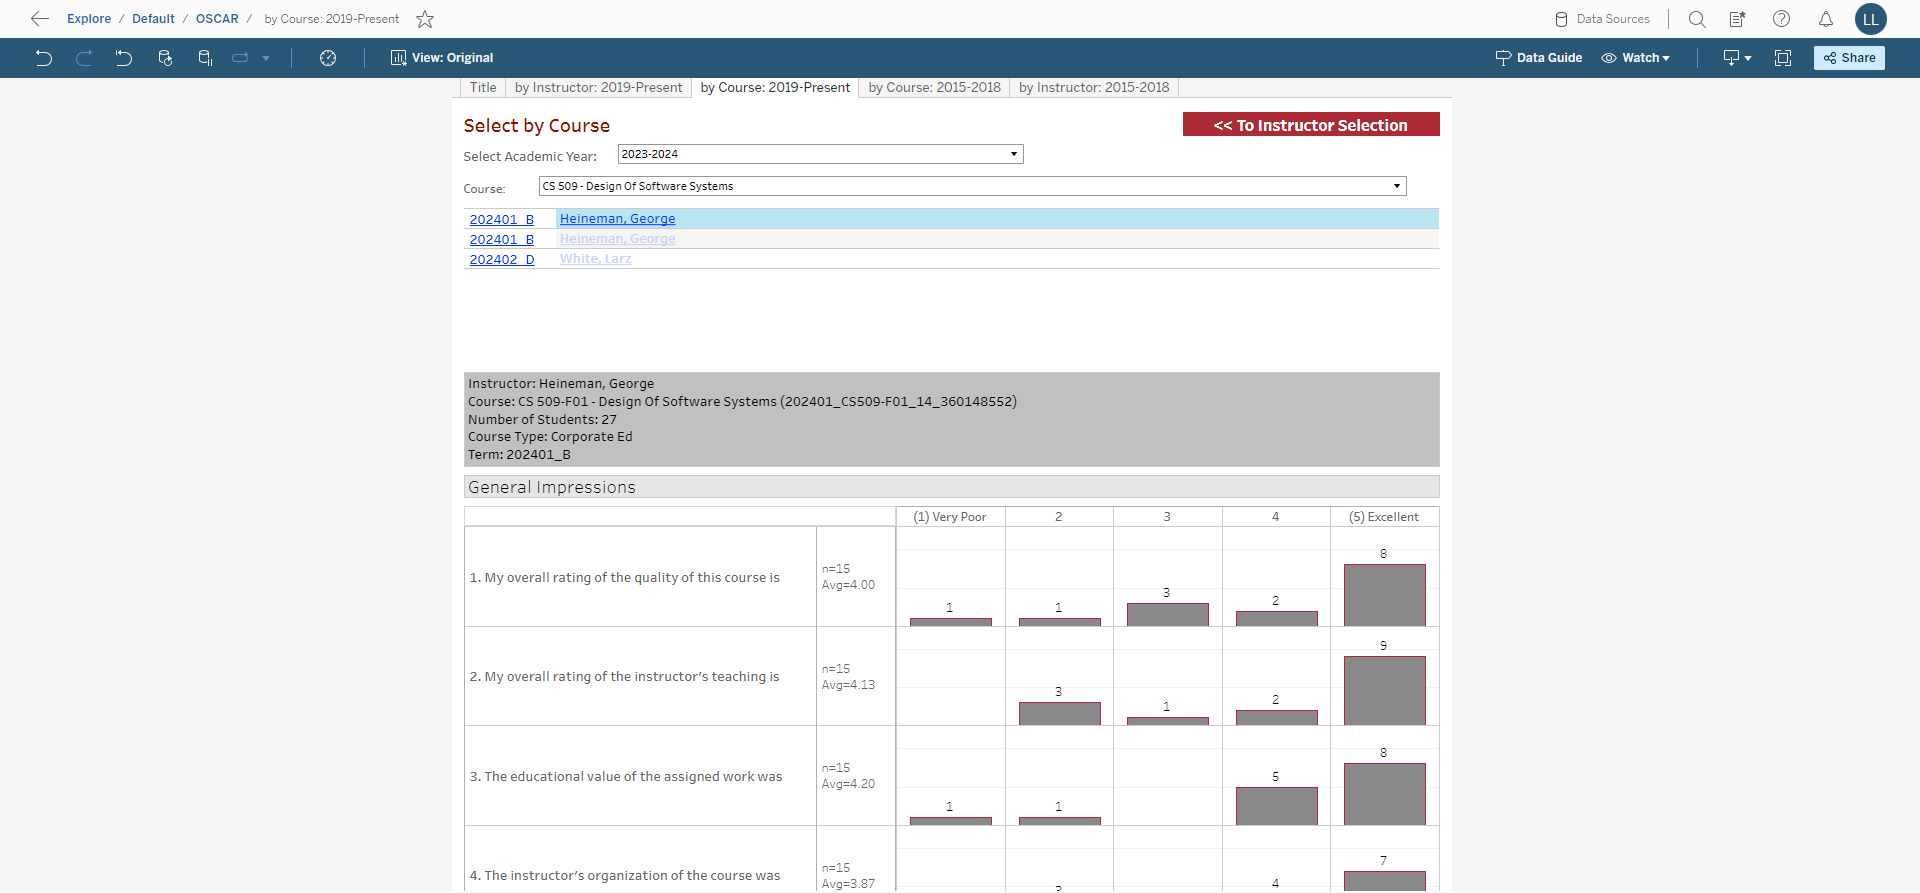 Explore / Default / OSCAR / by Course: 2019-Present
Data Sources
LL
View: Original
Data Guide
Watch
Share
Title
by Instructor: 2019-Present
by Course: 2019-Present
by Course: 2015-2018
by Instructor: 2015-2018
Select by Course
<< To Instructor Selection
Select Academic Year:
2023-2024
Course:
CS 509 - Design Of Software Systems
202401_B Heineman, George
202401_B Heineman, George
202402_D White, Larz
Instructor: Heineman, George
Course: CS 509-F01 - Design Of Software Systems (202401_CS509-F01_14_360148552)
Number of Students: 27
Course Type: Corporate Ed
Term: 202401_B
General Impressions
(1) Very Poor 2 3 4 (5) Excellent
1. My overall rating of the quality of this course is
n=15
Avg=4.00
1 1 3 2 8
2. My overall rating of the instructor's teaching is
n=15
Avg=4.13
3 1 2 9
3. The educational value of the assigned work was
n=15
Avg=4.20
1 1 5 8
4. The instructor's organization of the course was
n=15
Avg=3.87
4 7